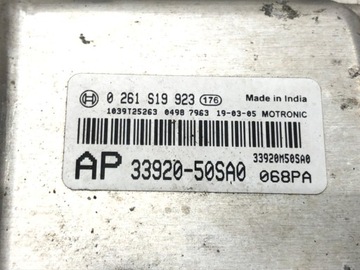 0 261 S19 923 176 Made in India
1039T25263 0498 7963 19-03-05 MOTRONIC
33920M50SA0
AP 33920-50SA0 068PA